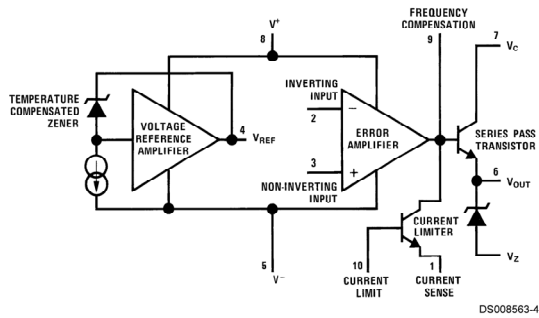 FREQUENCY
COMPENSATION
V+
8
9
7
VC
INVERTING
INPUT
2
TEMPERATURE
COMPENSATED
ZENER
VOLTAGE
REFERENCE
AMPLIFIER
4
VREF
−
ERROR
AMPLIFIER
+
SERIES PASS
TRANSISTOR
3
NON-INVERTING
INPUT
6
VOUT
CURRENT
LIMITER
5
V−
10
CURRENT
LIMIT
1
CURRENT
SENSE
VZ
DS008563-4